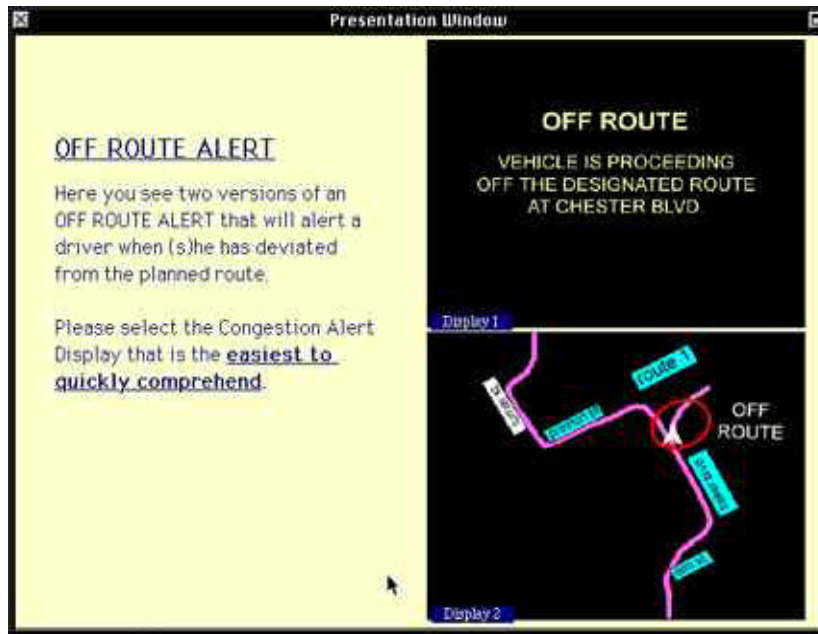 Presentation Window
OFF ROUTE ALERT
Here you see two versions of an
OFF ROUTE ALERT that will alert a
driver when (s)he has deviated
from the planned route.
Please select the Congestion Alert
Display that is the easiest to
quickly comprehend.
OFF ROUTE
VEHICLE IS PROCEEDING
OFF THE DESIGNATED ROUTE
AT CHESTER BLVD.
Display 1
route 1
OFF
ROUTE
baker blvd
Display 2